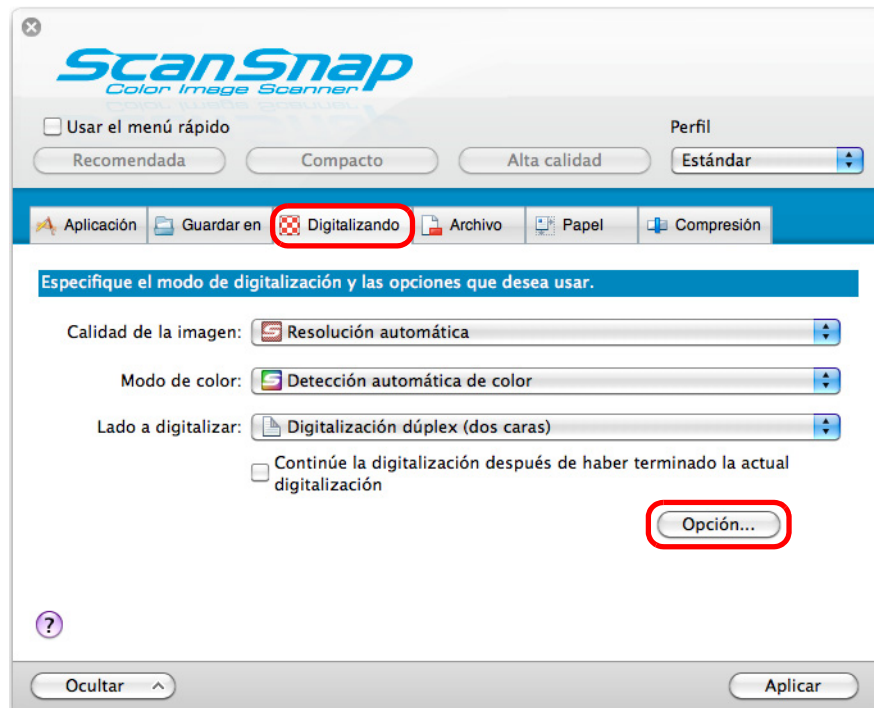 ScanSnap
Color Image Scanner
Usar el menú rápido
Perfil
Recomendada Compacto Alta calidad Estándar
Aplicación Guardar en Digitalizando Archivo Papel Compresión
Especifique el modo de digitalización y las opciones que desea usar.
Calidad de la imagen: Resolución automática
Modo de color: Detección automática de color
Lado a digitalizar: Digitalización dúplex (dos caras)
Continúe la digitalización después de haber terminado la actual
digitalización
Opción...
?
Ocultar Aplicar